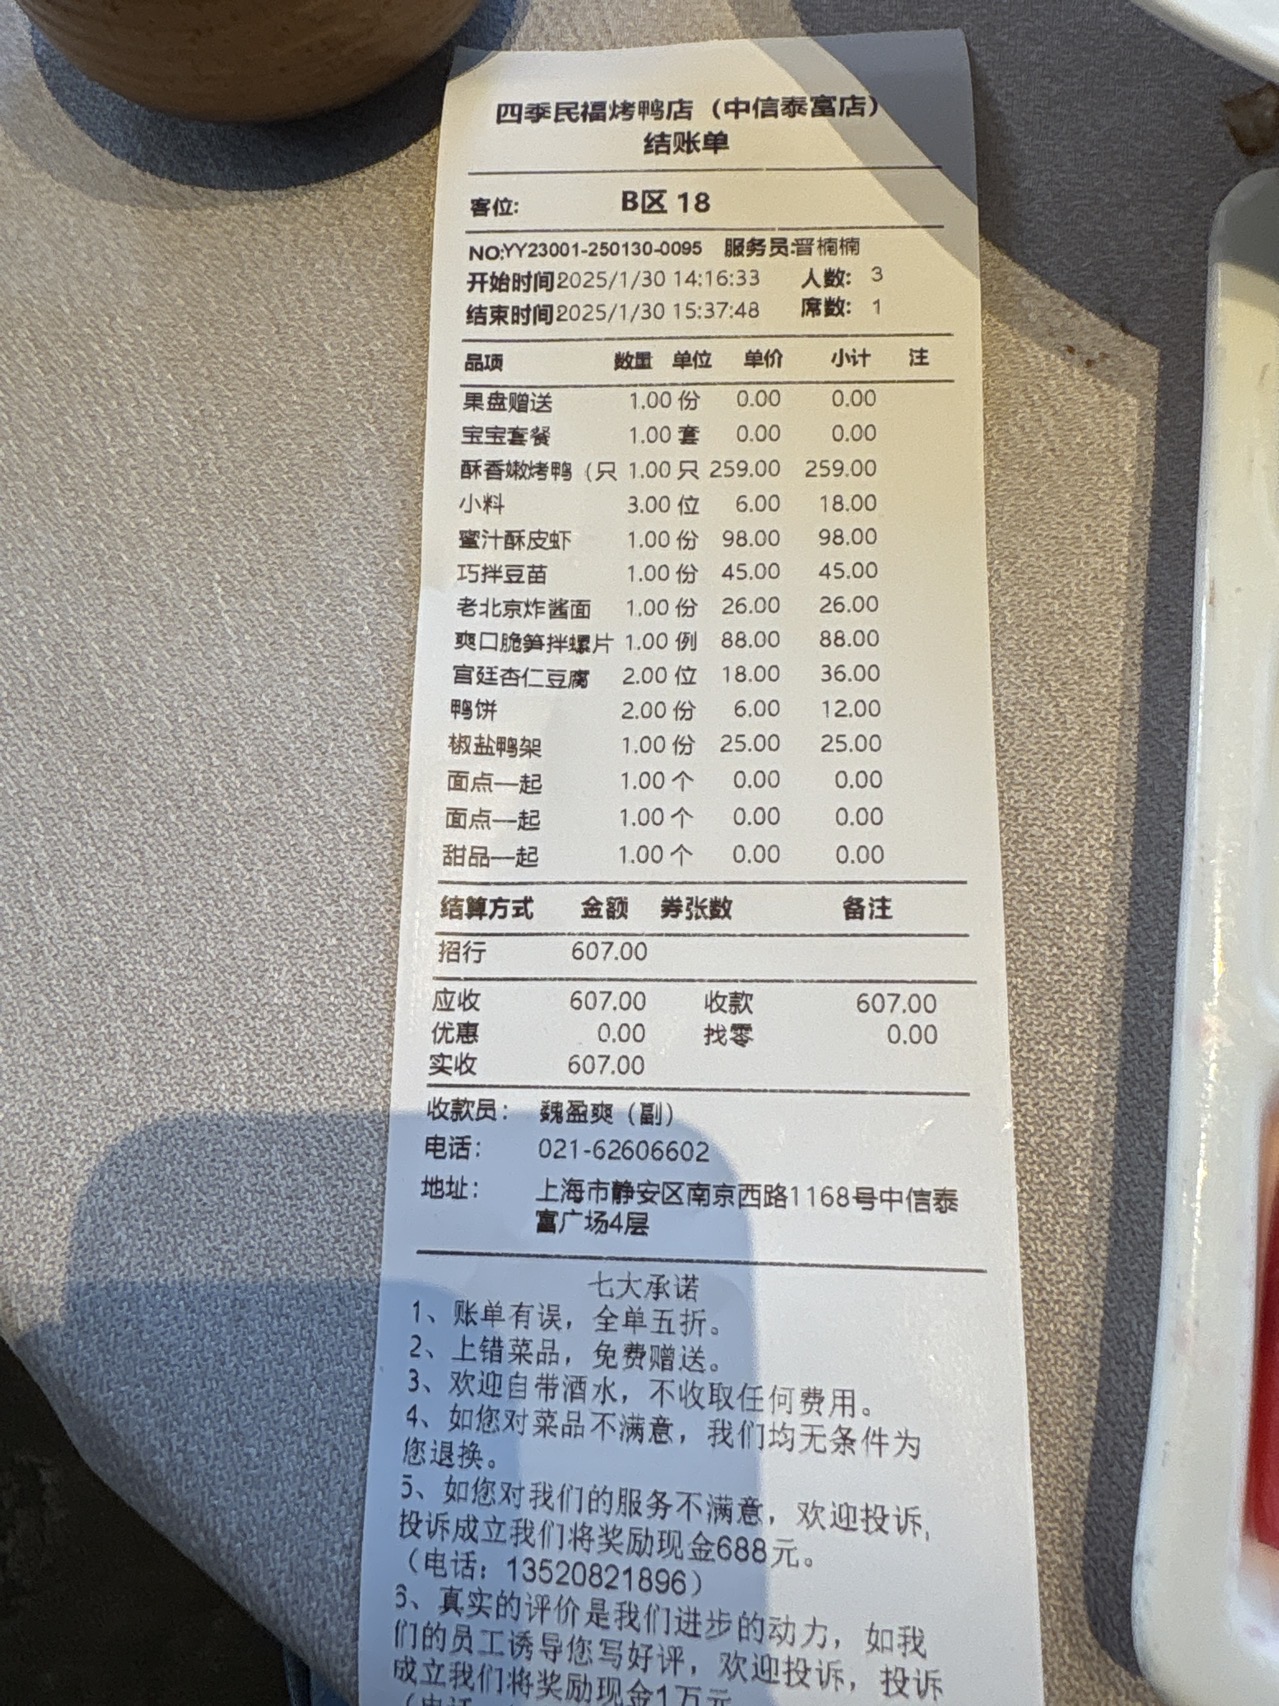 四季民福烤鸭店（中信泰富店）
结账单
客位: B区 18
NO:YY23001-250130-0095 服务员:晋楠楠
开始时间2025/1/30 14:16:33 人数: 3
结束时间2025/1/30 15:37:48 席数: 1
品项 数量 单位 单价 小计 注
果盘赠送 1.00 份 0.00 0.00
宝宝套餐 1.00 套 0.00 0.00
酥香嫩烤鸭（只 1.00 只 259.00 259.00
小料 3.00 位 6.00 18.00
蜜汁酥皮虾 1.00 份 98.00 98.00
巧拌豆苗 1.00 份 45.00 45.00
老北京炸酱面 1.00 份 26.00 26.00
爽口脆笋拌螺片 1.00 例 88.00 88.00
宫廷杏仁豆腐 2.00 位 18.00 36.00
鸭饼 2.00 份 6.00 12.00
椒盐鸭架 1.00 份 25.00 25.00
面点一起 1.00 个 0.00 0.00
面点一起 1.00 个 0.00 0.00
甜品一起 1.00 个 0.00 0.00
结算方式 金额 券张数 备注
招行 607.00
应收 607.00 收款 607.00
优惠 0.00 找零 0.00
实收 607.00
收款员: 魏盈爽（副）
电话: 021-62606602
地址: 上海市静安区南京西路1168号中信泰
富广场4层
七大承诺
1、账单有误，全单五折。
2、上错菜品，免费赠送。
3、欢迎自带酒水，不收取任何费用。
4、如您对菜品不满意，我们均无条件为
您退换。
5、如您对我们的服务不满意，欢迎投诉，
投诉成立我们将奖励现金688元。
（电话：13520821896）
6、真实的评价是我们进步的动力，如我
们的员工诱导您写好评，欢迎投诉，投诉
成立我们将奖励现金1万元